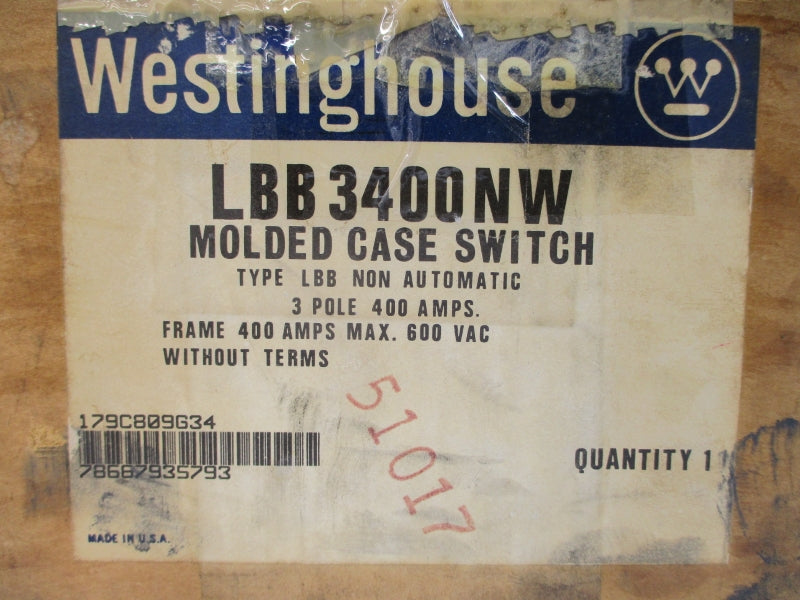 Westinghouse
LBB3400NW
MOLDED CASE SWITCH
TYPE LBB NON AUTOMATIC
3 POLE 400 AMPS.
FRAME 400 AMPS MAX. 600 VAC
WITHOUT TERMS
51017
179C809G34
78687935793
QUANTITY 1
MADE IN U.S.A.